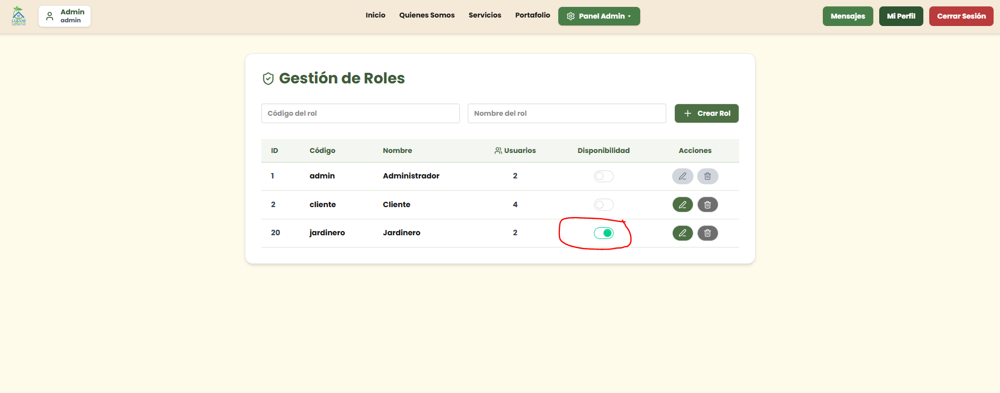 CLEAN &
GARDEN
Admin
admin
Inicio
Quienes Somos
Servicios
Portafolio
Panel Admin
Mensajes
Mi Perfil
Cerrar Sesión
Gestión de Roles
Código del rol
Nombre del rol
Crear Rol
ID Código Nombre Usuarios Disponibilidad Acciones
1 admin Administrador 2
2 cliente Cliente 4
20 jardinero Jardinero 2